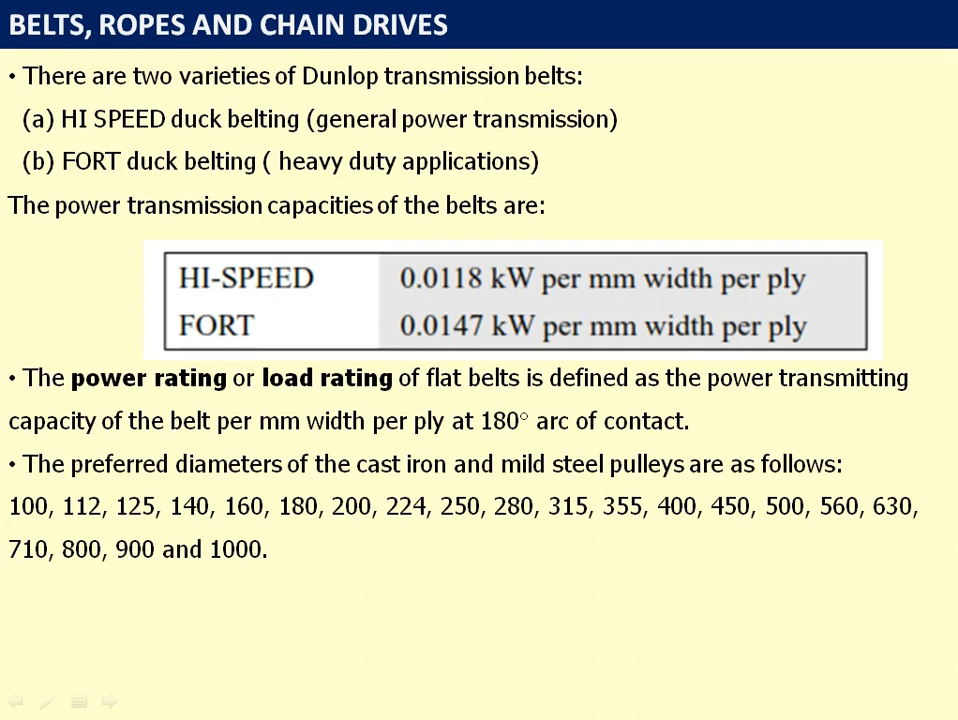 BELTS, ROPES AND CHAIN DRIVES
• There are two varieties of Dunlop transmission belts:
(a) HI SPEED duck belting (general power transmission)
(b) FORT duck belting ( heavy duty applications)
The power transmission capacities of the belts are:
HI-SPEED 0.0118 kW per mm width per ply
FORT 0.0147 kW per mm width per ply
• The power rating or load rating of flat belts is defined as the power transmitting
capacity of the belt per mm width per ply at 180° arc of contact.
• The preferred diameters of the cast iron and mild steel pulleys are as follows:
100, 112, 125, 140, 160, 180, 200, 224, 250, 280, 315, 355, 400, 450, 500, 560, 630,
710, 800, 900 and 1000.